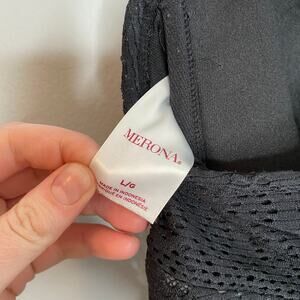 MERONA®
L/G
MADE IN INDONESIA
FABRIQUÉ EN INDONÉSIE